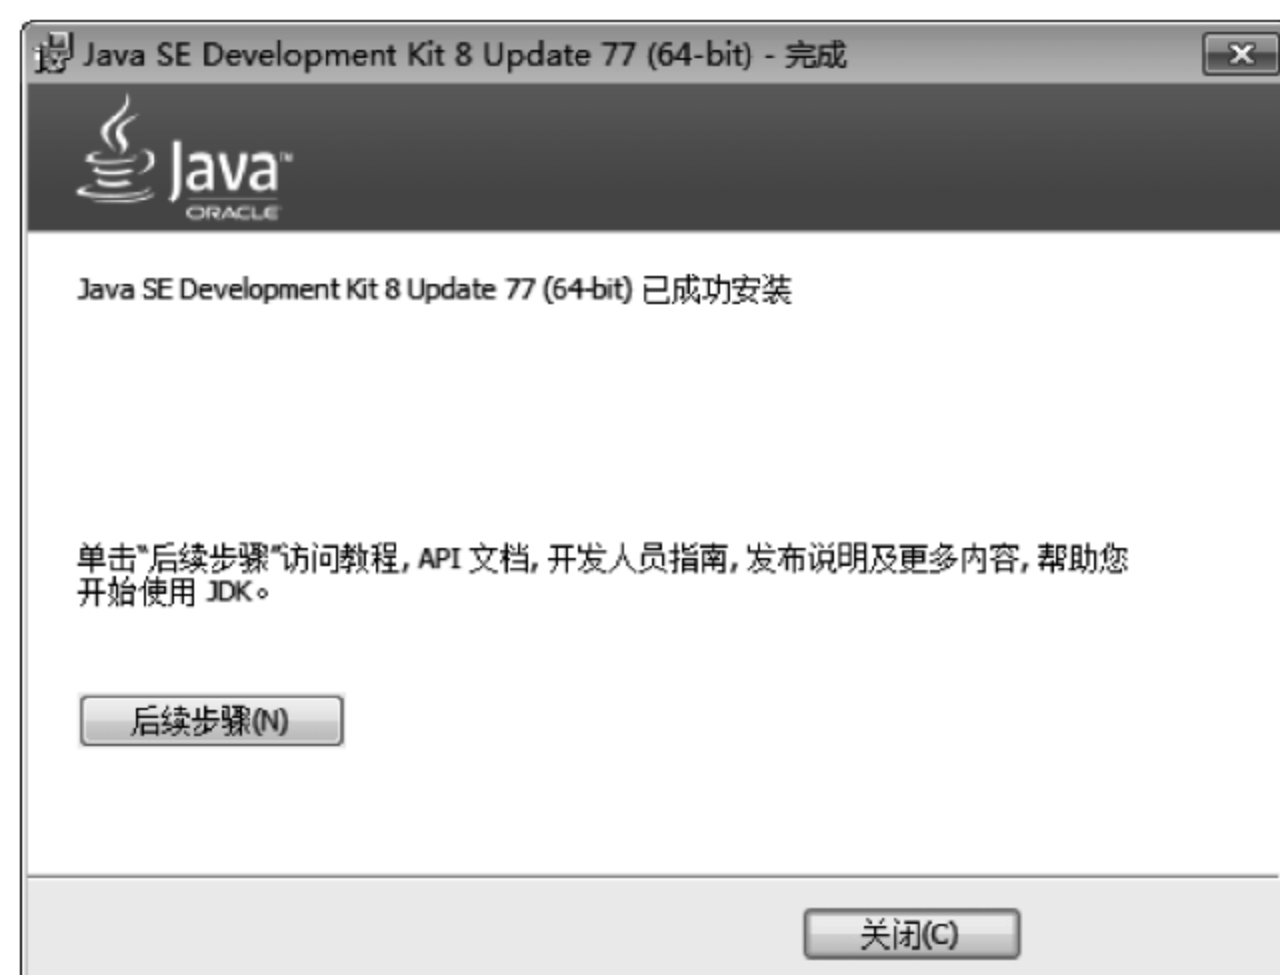 Java SE Development Kit 8 Update 77 (64-bit) - 完成
Java™
ORACLE
Java SE Development Kit 8 Update 77 (64-bit) 已成功安装
单击“后续步骤”访问教程, API 文档, 开发人员指南, 发布说明及更多内容, 帮助您
开始使用 JDK。
后续步骤(N)
关闭(C)